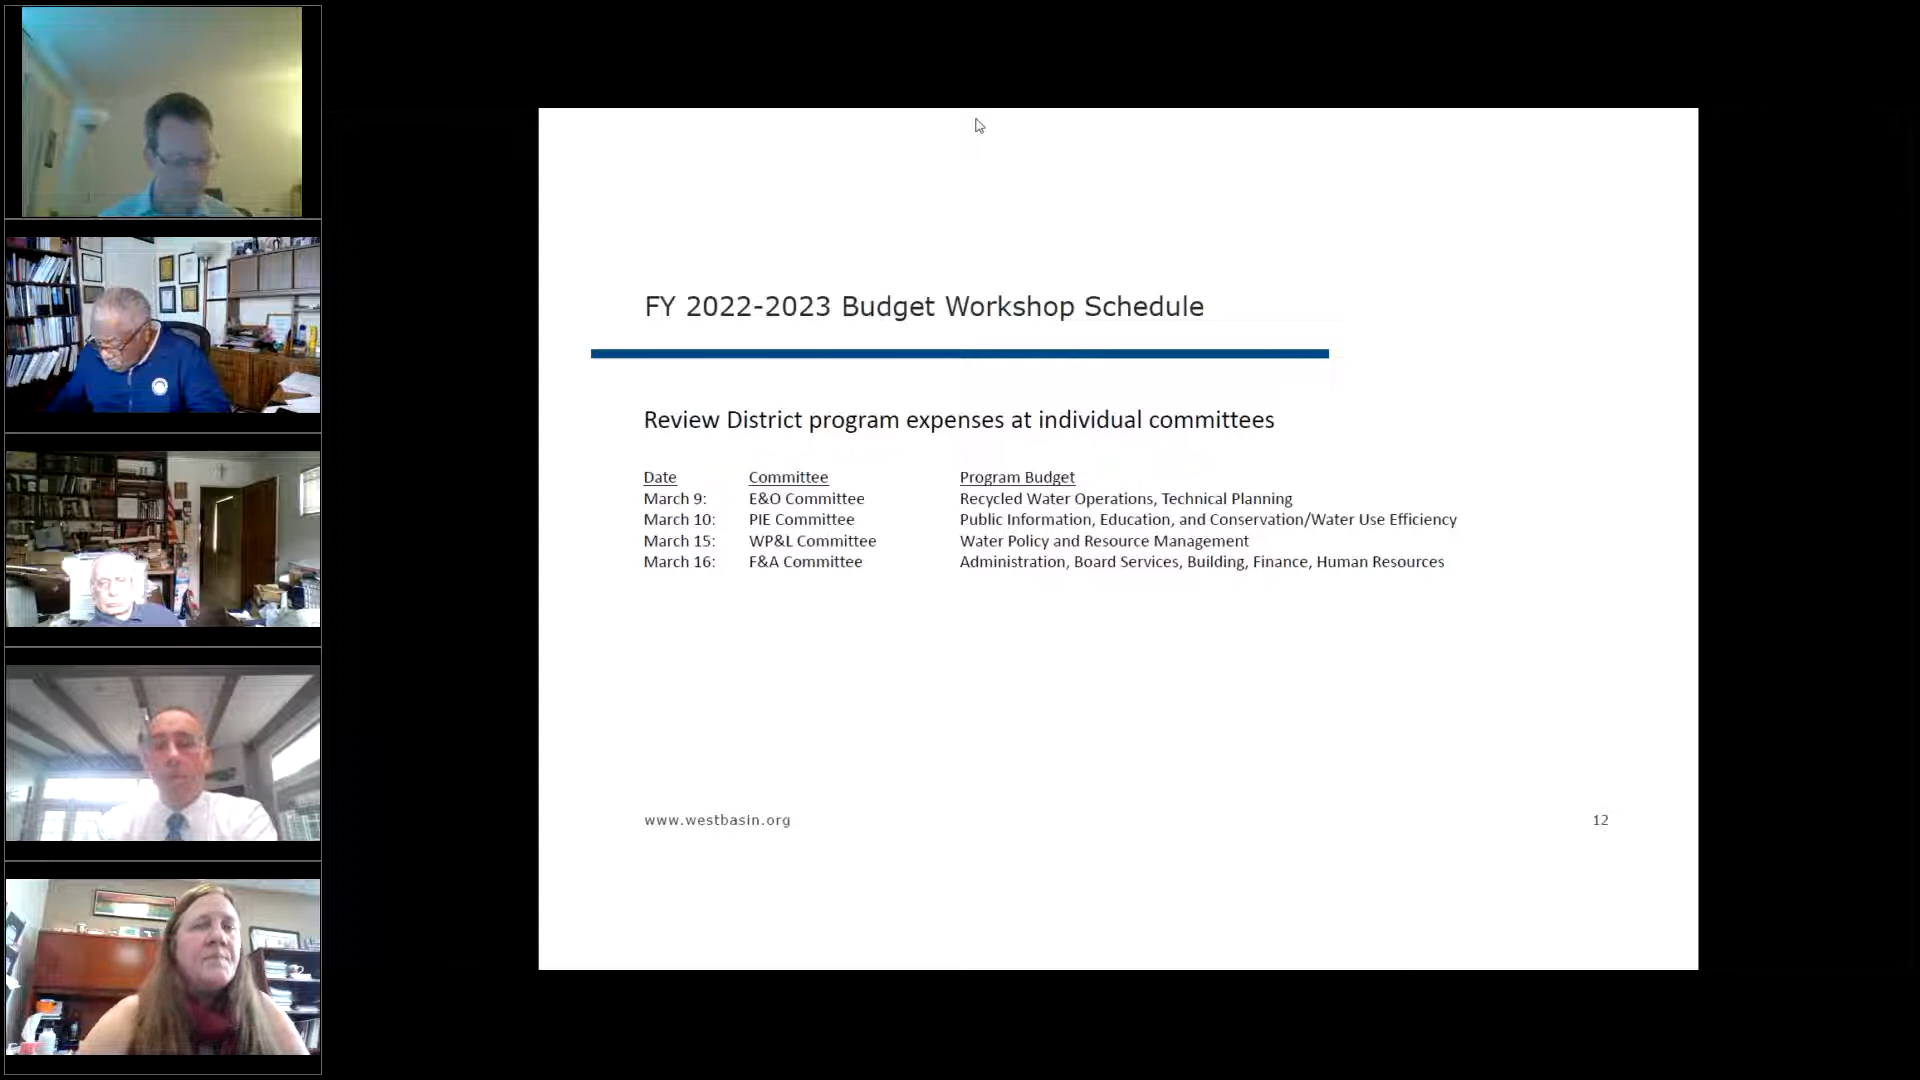 FY 2022-2023 Budget Workshop Schedule
Review District program expenses at individual committees
Date Committee Program Budget
March 9: E&O Committee Recycled Water Operations, Technical Planning
March 10: PIE Committee Public Information, Education, and Conservation/Water Use Efficiency
March 15: WP&L Committee Water Policy and Resource Management
March 16: F&A Committee Administration, Board Services, Building, Finance, Human Resources
www.westbasin.org 12